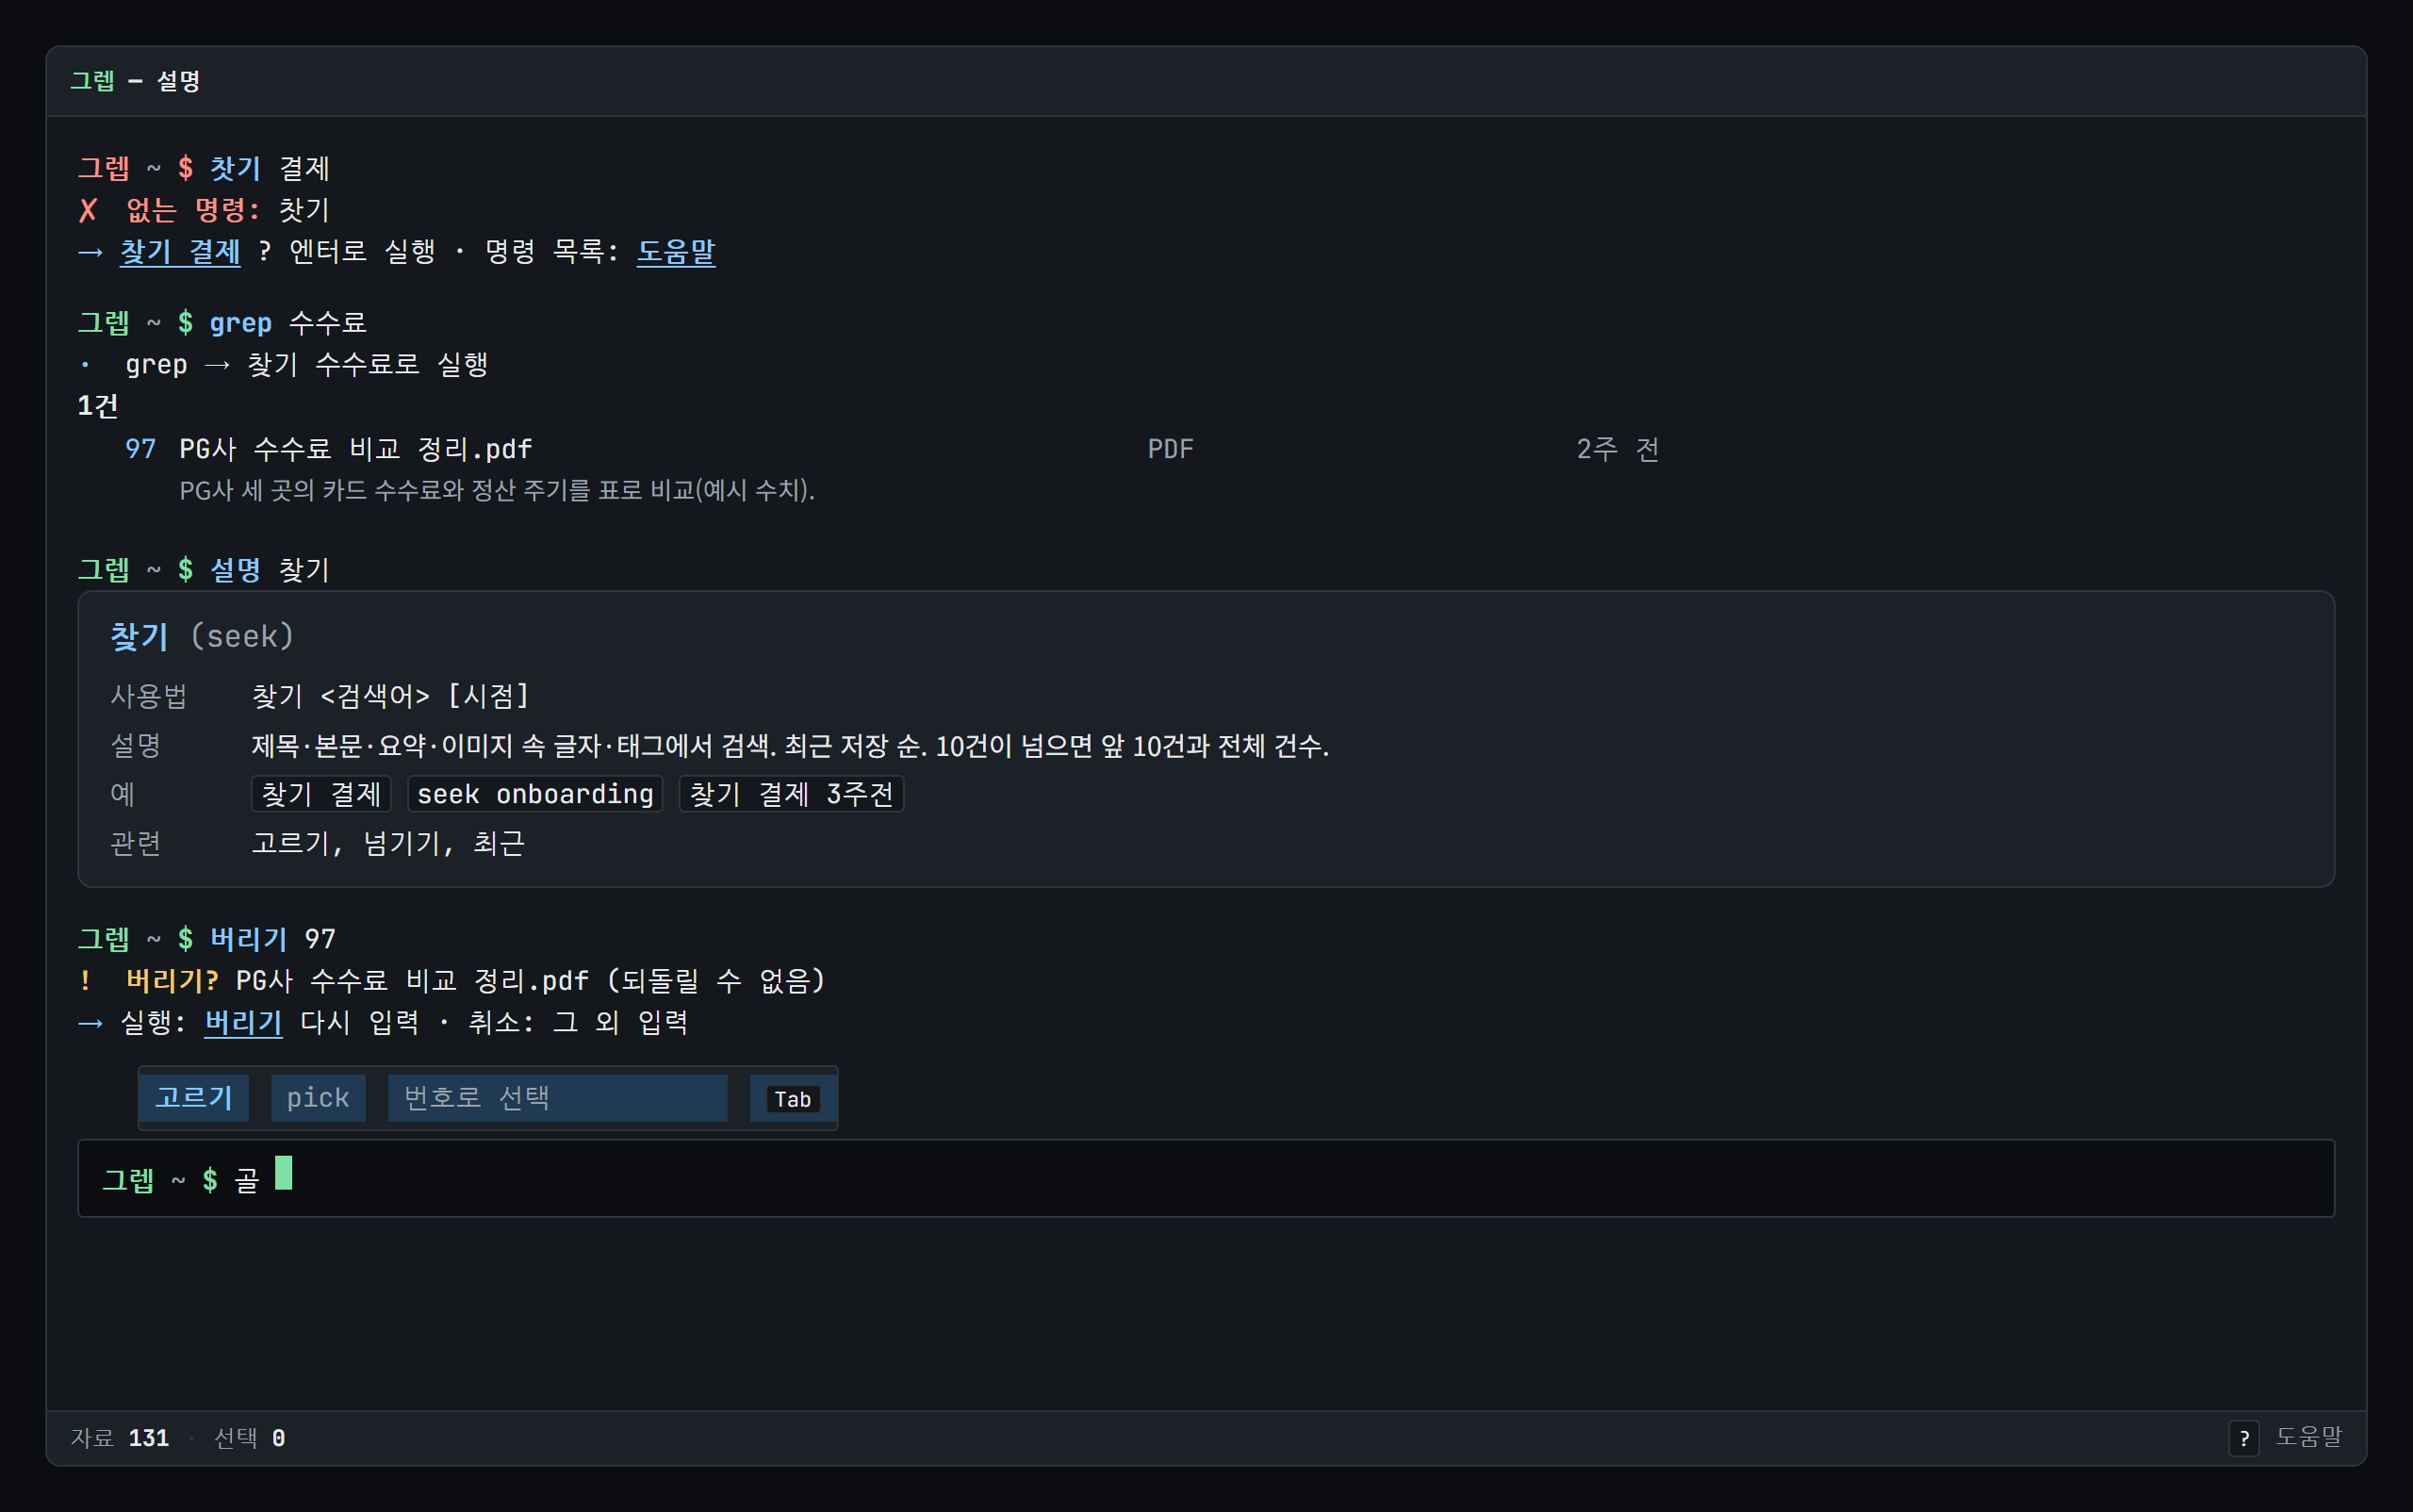 그렙 — 설명
그렙 ~ $ 찻기 결제
✗ 없는 명령: 찻기
→ 찾기 결제 ? 엔터로 실행 · 명령 목록: 도움말
그렙 ~ $ grep 수수료
· grep → 찾기 수수료로 실행
1건
97 PG사 수수료 비교 정리.pdf PDF 2주 전
PG사 세 곳의 카드 수수료와 정산 주기를 표로 비교(예시 수치).
그렙 ~ $ 설명 찾기
찾기 (seek)
사용법 찾기 <검색어> [시점]
설명 제목·본문·요약·이미지 속 글자·태그에서 검색. 최근 저장 순. 10건이 넘으면 앞 10건과 전체 건수.
예 찾기 결제 seek onboarding 찾기 결제 3주전
관련 고르기, 넘기기, 최근
그렙 ~ $ 버리기 97
! 버리기? PG사 수수료 비교 정리.pdf (되돌릴 수 없음)
→ 실행: 버리기 다시 입력 · 취소: 그 외 입력
고르기 pick 번호로 선택 Tab
그렙 ~ $ 골
자료 131 · 선택 0 ? 도움말